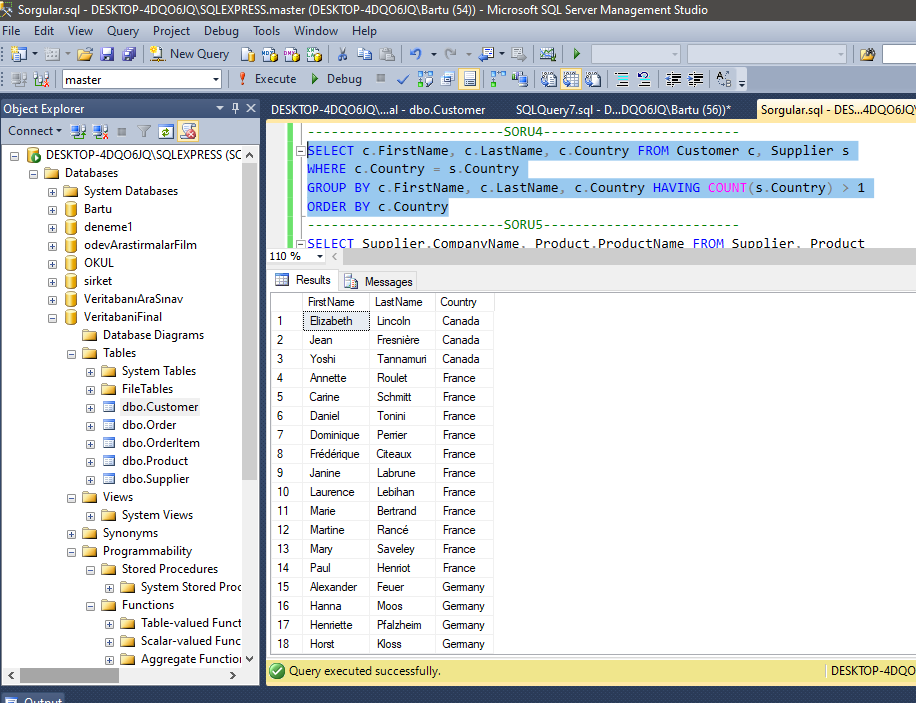 Sorgular.sql - DESKTOP-4DQO6JQ\SQLEXPRESS.master (DESKTOP-4DQO6JQ\Bartu (54)) - Microsoft SQL Server Management Studio
File Edit View Query Project Debug Tools Window Help
New Query
master Execute Debug
Object Explorer
Connect
DESKTOP-4DQO6JQ\SQLEXPRESS (SC
Databases
System Databases
Bartu
deneme1
odevArastirmalarFilm
OKUL
sirket
VeritabanıAraSınav
VeritabaniFinal
Database Diagrams
Tables
System Tables
FileTables
dbo.Customer
dbo.Order
dbo.OrderItem
dbo.Product
dbo.Supplier
Views
System Views
Synonyms
Programmability
Stored Procedures
System Stored Proc
Functions
Table-valued Funct
Scalar-valued Func
Aggregate Function
DESKTOP-4DQO6JQ\...al - dbo.Customer SQLQuery7.sql - D...DQO6JQ\Bartu (56))* Sorgular.sql - DES...4DQO6JQ\
-------------------------SORU4-------------------------
SELECT c.FirstName, c.LastName, c.Country FROM Customer c, Supplier s
WHERE c.Country = s.Country
GROUP BY c.FirstName, c.LastName, c.Country HAVING COUNT(s.Country) > 1
ORDER BY c.Country
-------------------------SORU5-------------------------
SELECT Supplier.CompanyName, Product.ProductName FROM Supplier, Product
110 %
Results Messages
FirstName LastName Country
1 Elizabeth Lincoln Canada
2 Jean Fresnière Canada
3 Yoshi Tannamuri Canada
4 Annette Roulet France
5 Carine Schmitt France
6 Daniel Tonini France
7 Dominique Perrier France
8 Frédérique Citeaux France
9 Janine Labrune France
10 Laurence Lebihan France
11 Marie Bertrand France
12 Martine Rancé France
13 Mary Saveley France
14 Paul Henriot France
15 Alexander Feuer Germany
16 Hanna Moos Germany
17 Henriette Pfalzheim Germany
18 Horst Kloss Germany
Query executed successfully. DESKTOP-4DQO
Output